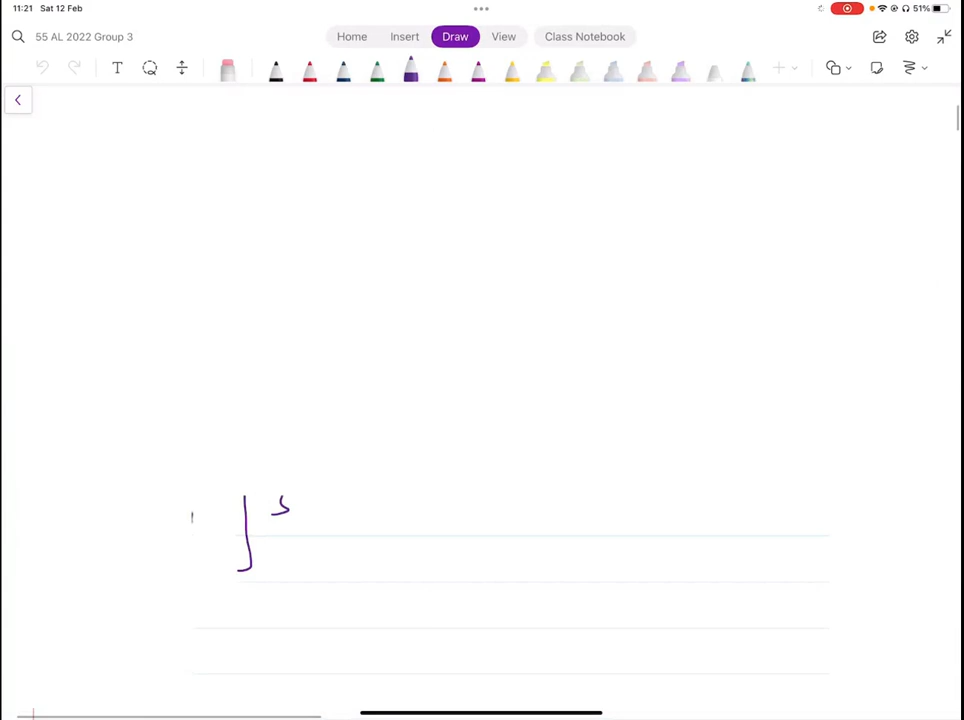 11:21 Sat 12 Feb 51%
55 AL 2022 Group 3
Home Insert Draw View Class Notebook
T
∫ s